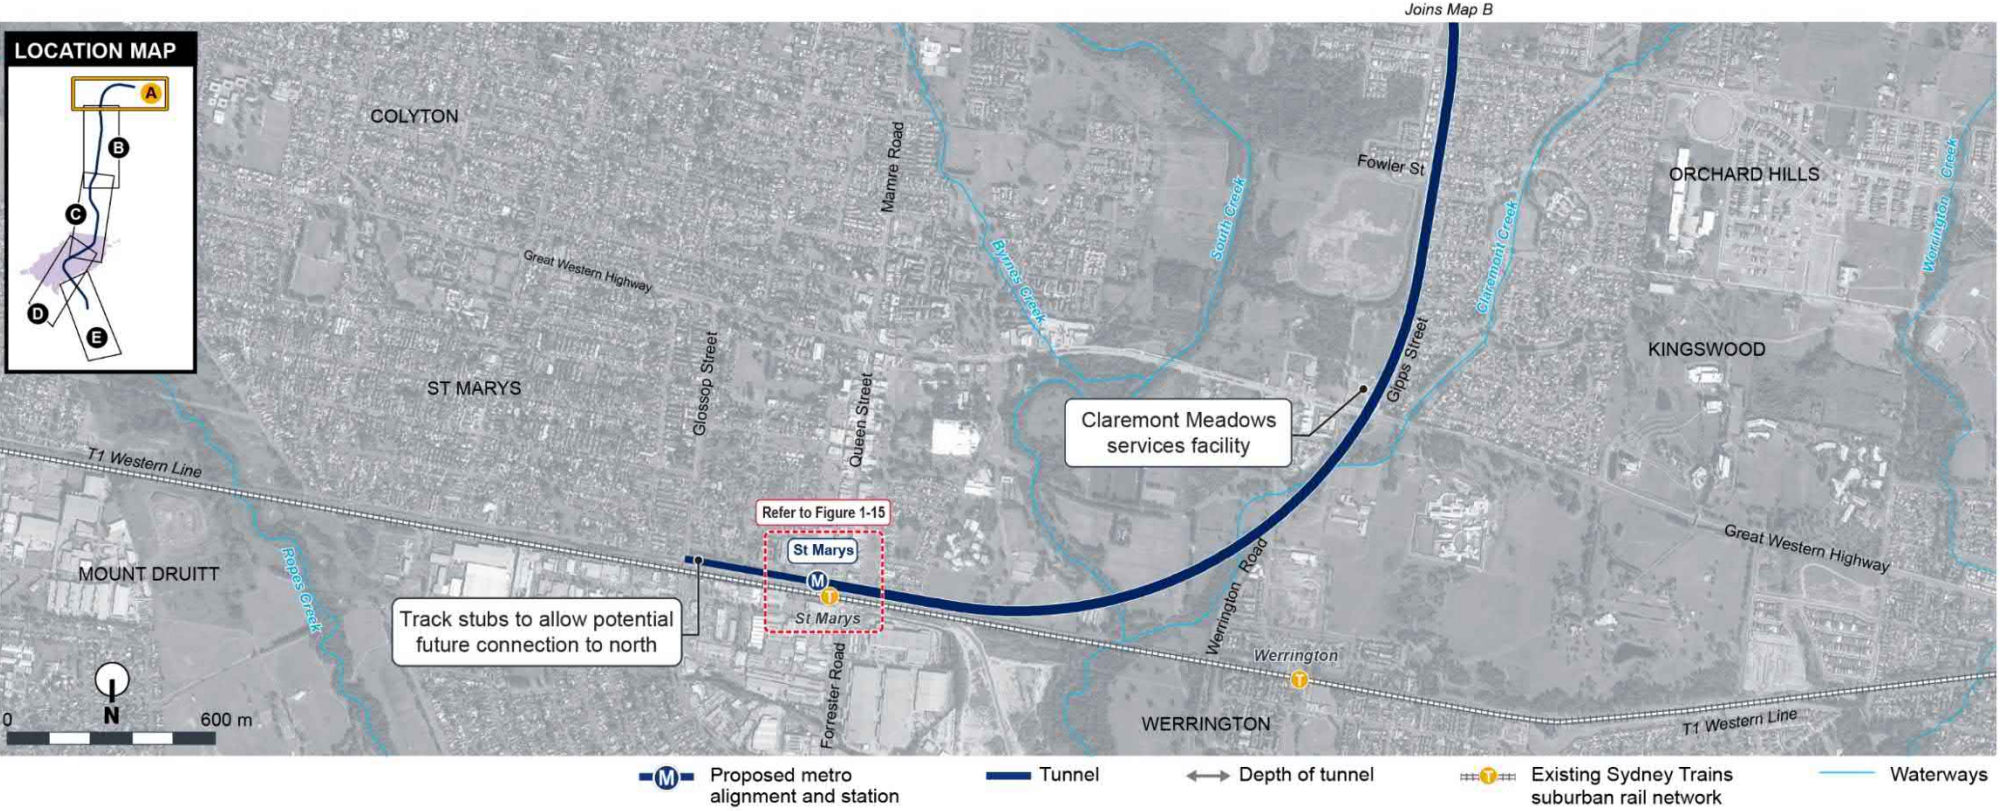 Joins Map B
LOCATION MAP
A
B
C
D
E
COLYTON
Mamre Road
Fowler St
ORCHARD HILLS
Werrington Creek
South Creek
Claremont Creek
Byrnes Creek
Great Western Highway
Gipps Street
KINGSWOOD
Glossop Street
ST MARYS
Queen Street
Claremont Meadows
services facility
T1 Western Line
Refer to Figure 1-15
St Marys
M
T
St Marys
MOUNT DRUITT
Ropes Creek
Track stubs to allow potential
future connection to north
Great Western Highway
Werrington Road
Werrington
T
Forrester Road
WERRINGTON
T1 Western Line
N
0 600 m
M Proposed metro
alignment and station
Tunnel
Depth of tunnel
T Existing Sydney Trains
suburban rail network
Waterways